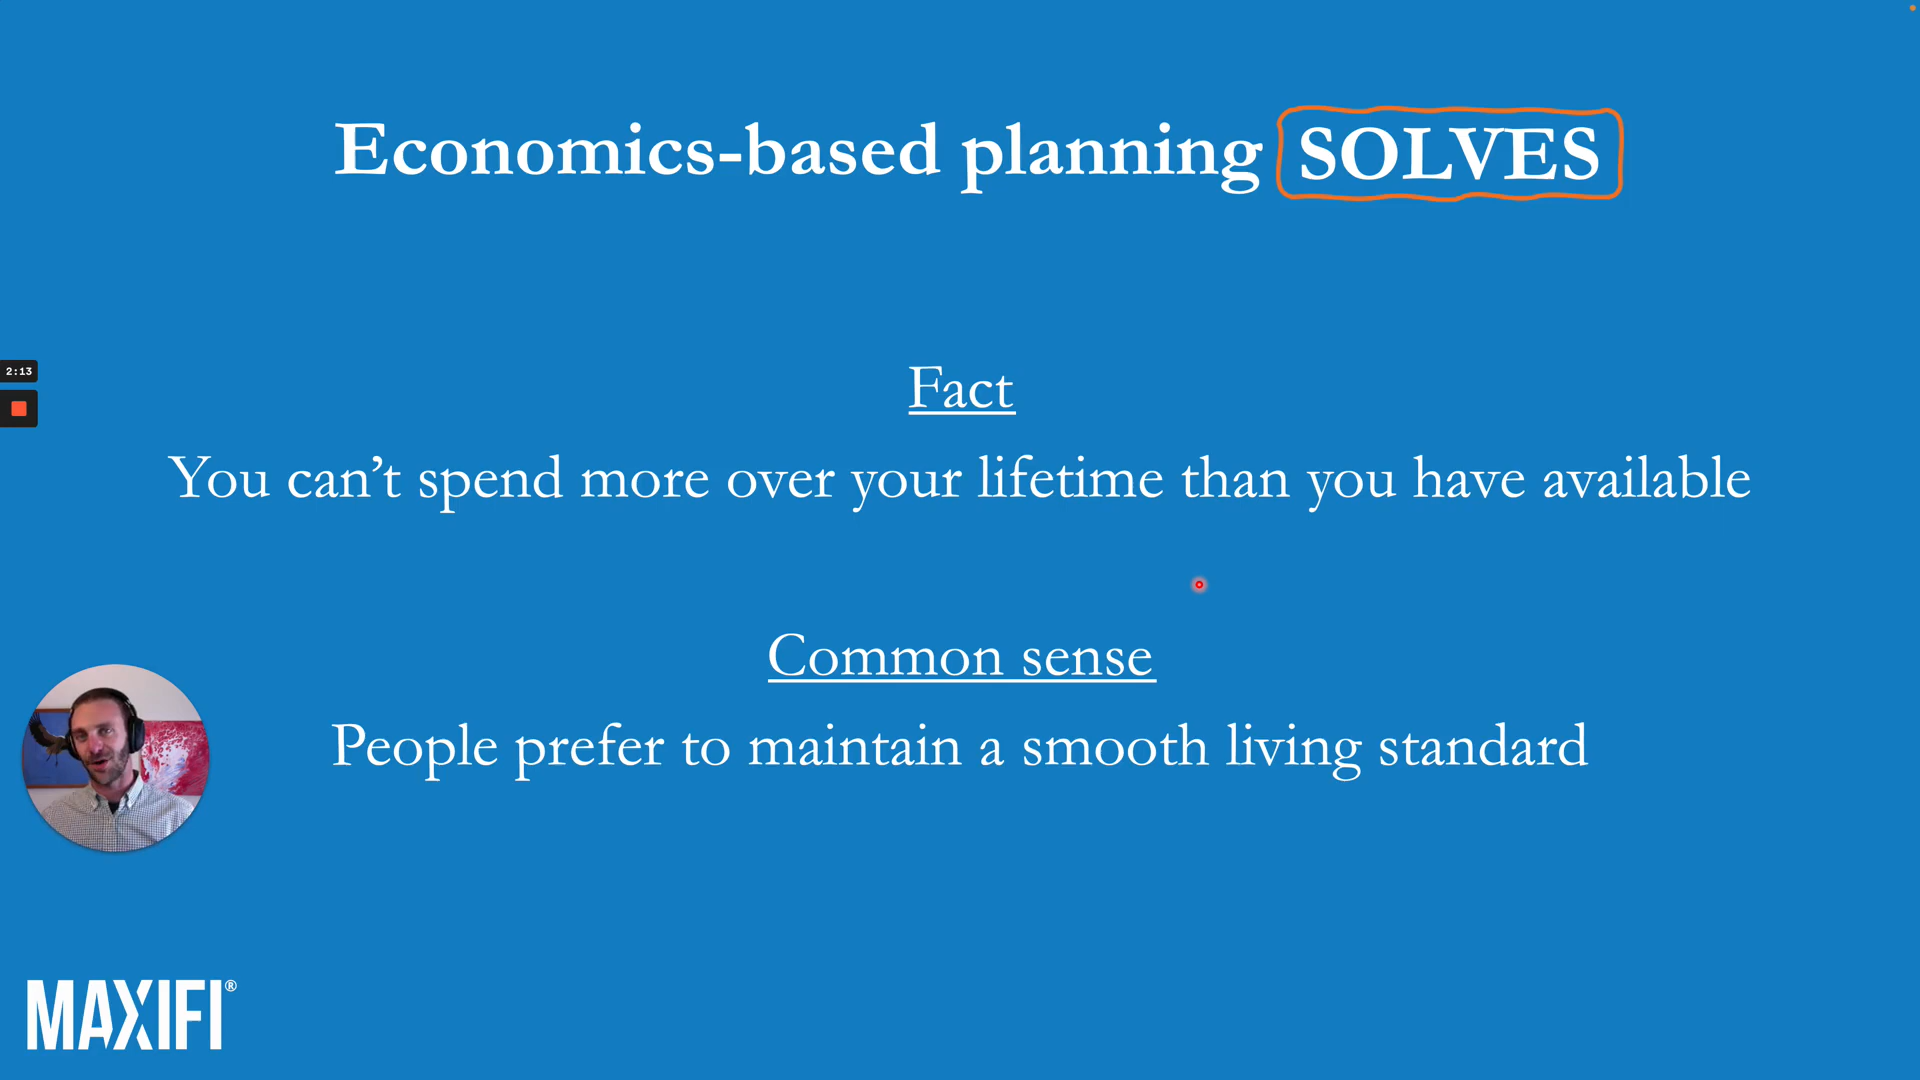 Economics-based planning SOLVES
Fact
You can’t spend more over your lifetime than you have available
2:13
Common sense
People prefer to maintain a smooth living standard
MAXIFI®